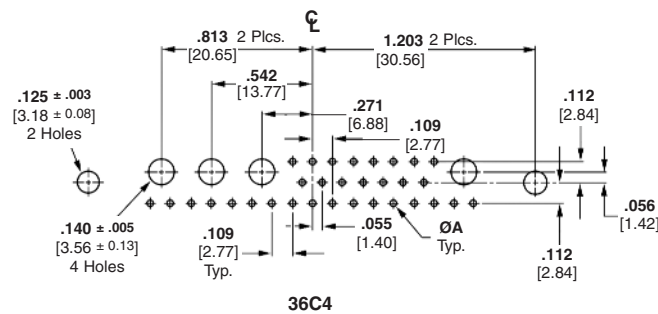 ℄
.813 2 Plcs.
[20.65]
1.203 2 Plcs.
[30.56]
.542
[13.77]
.125 ± .003
[3.18 ± 0.08]
2 Holes
.271
[6.88]
.109
[2.77]
.112
[2.84]
.140 ± .005
[3.56 ± 0.13]
4 Holes
.109
[2.77]
Typ.
.055
[1.40]
ØA
Typ.
.112
[2.84]
.056
[1.42]
36C4